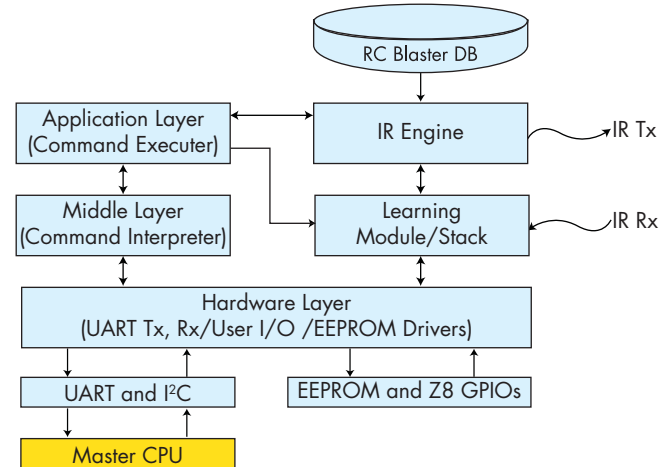 RC Blaster DB
Application Layer
(Command Executer)
IR Engine
IR Tx
Middle Layer
(Command Interpreter)
Learning
Module/Stack
IR Rx
Hardware Layer
(UART Tx, Rx/User I/O /EEPROM Drivers)
UART and I²C
EEPROM and Z8 GPIOs
Master CPU